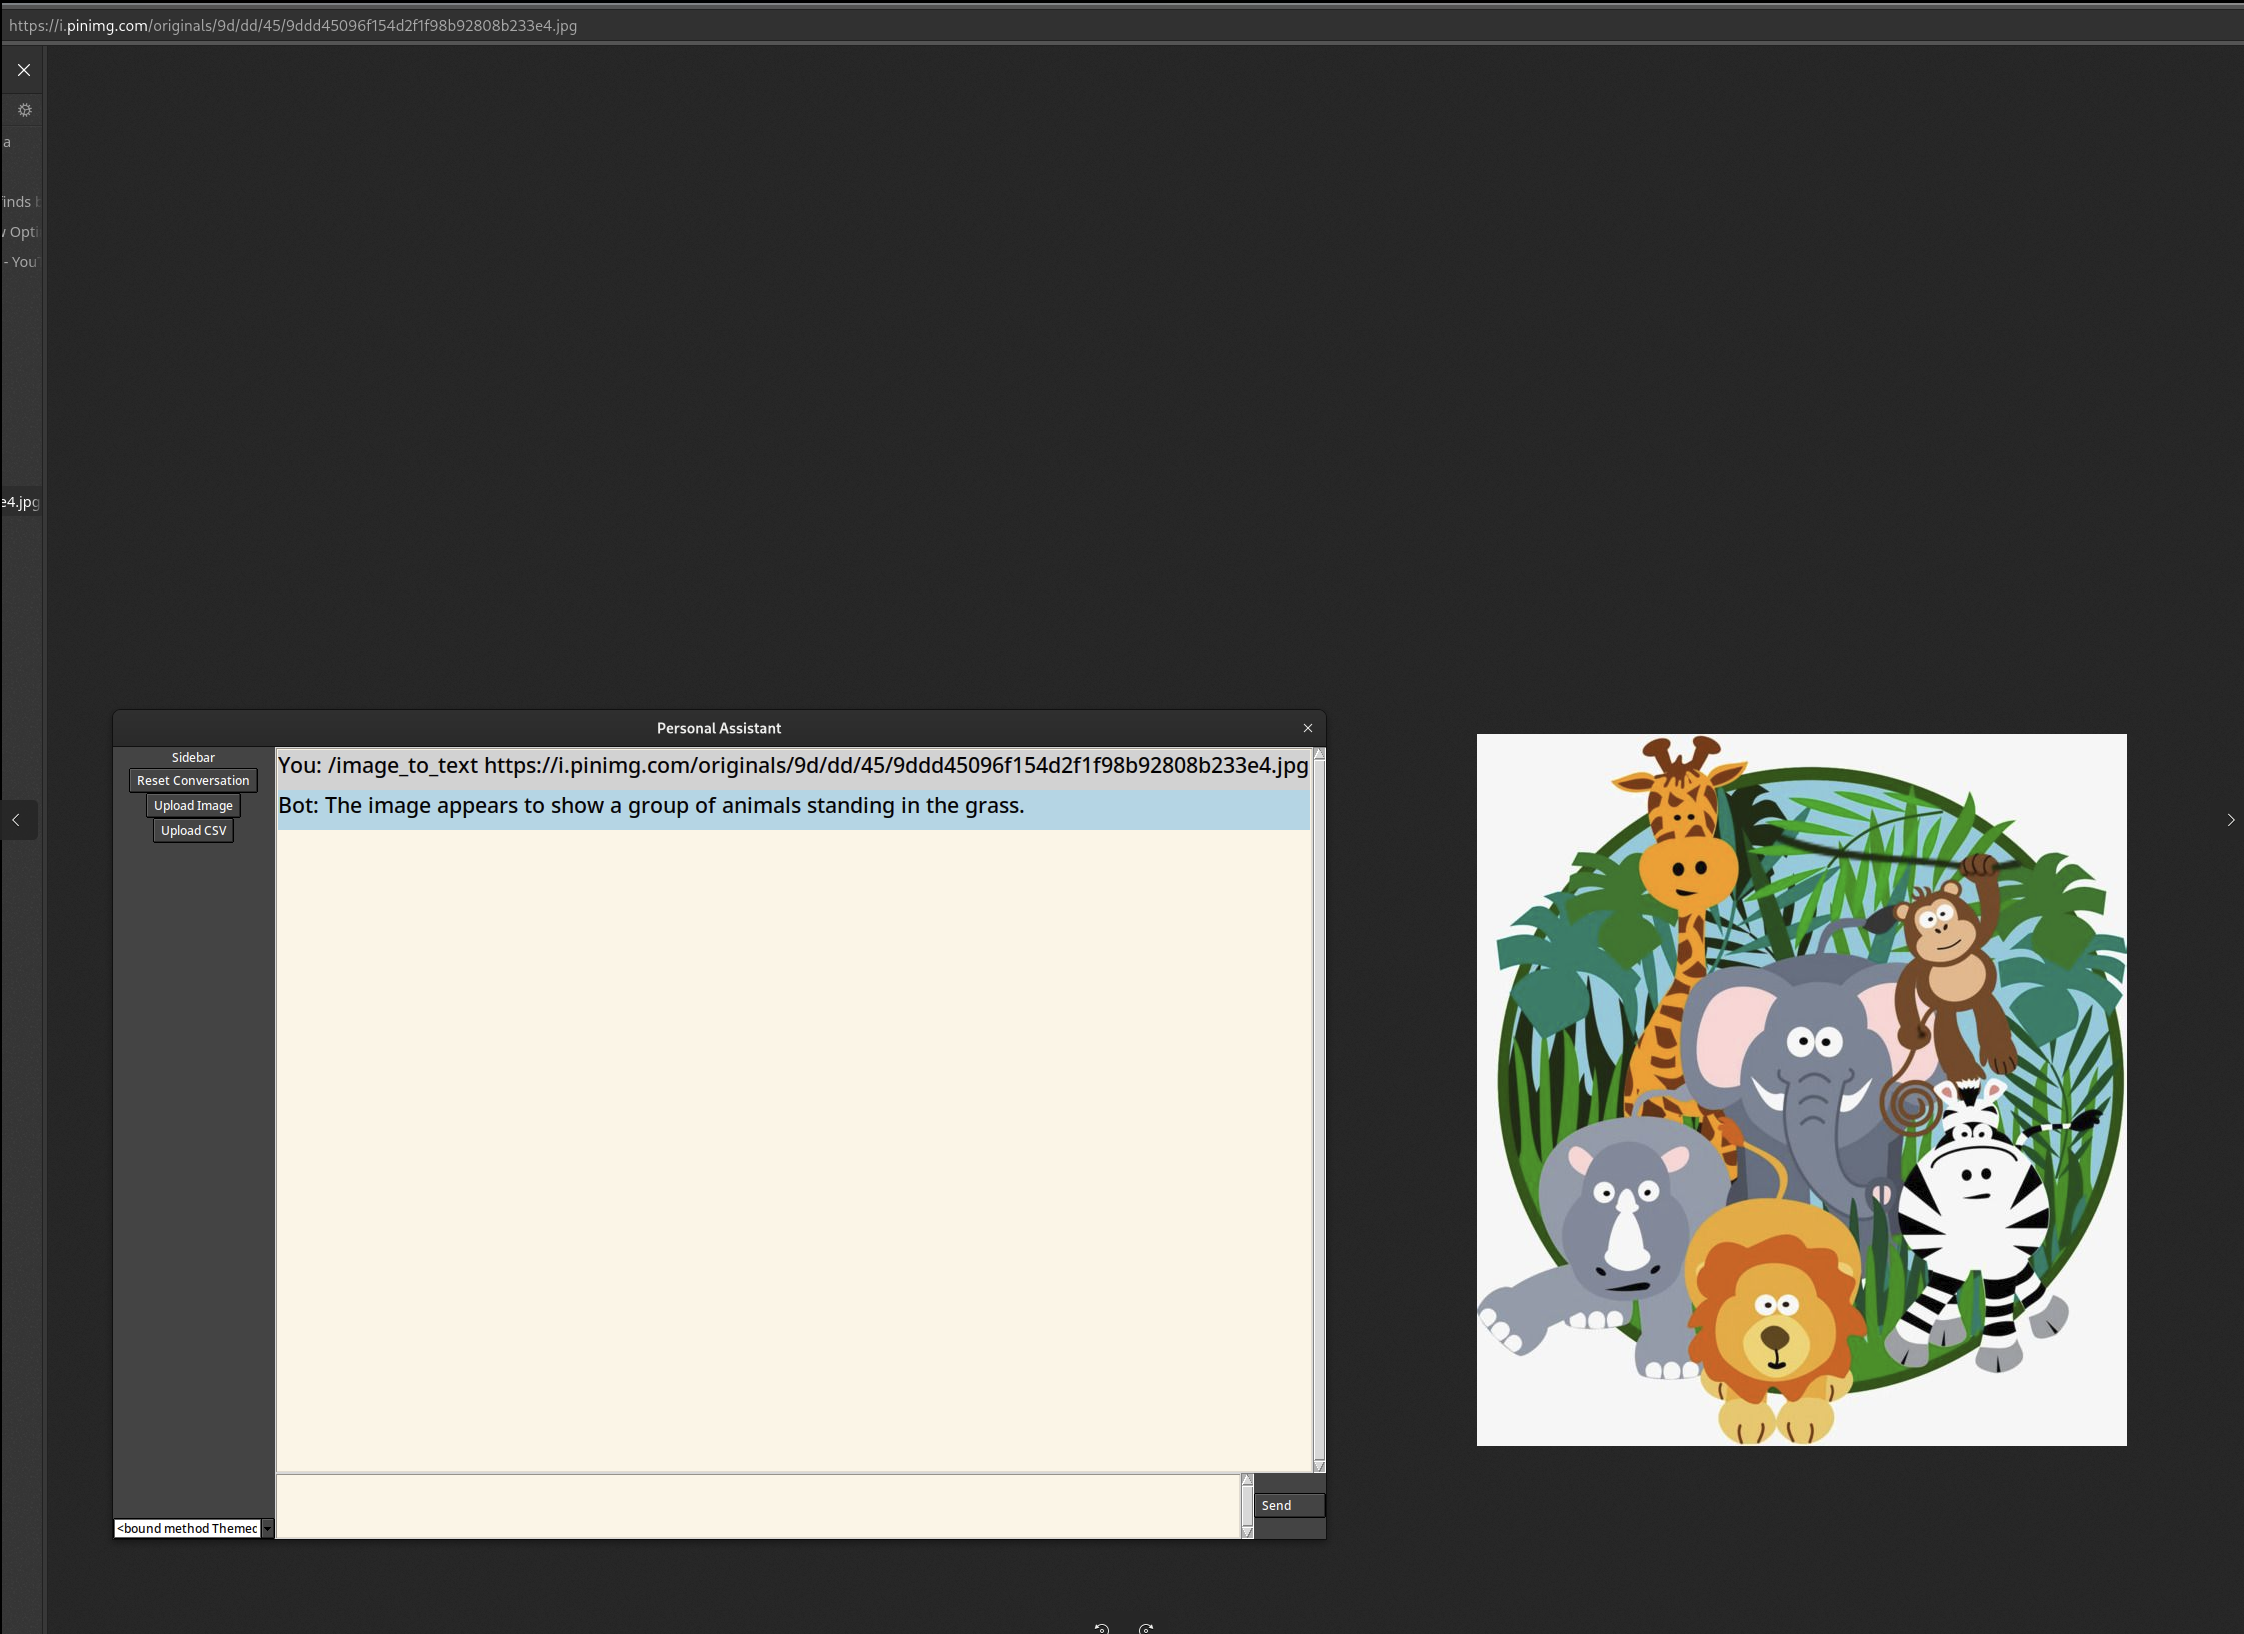 https://i.pinimg.com/originals/9d/dd/45/9ddd45096f154d2f1f98b92808b233e4.jpg
a
finds b
w Opti
- You
e4.jpg
Personal Assistant
Sidebar
Reset Conversation
Upload Image
Upload CSV
<bound method Themec
You: /image_to_text https://i.pinimg.com/originals/9d/dd/45/9ddd45096f154d2f1f98b92808b233e4.jpg
Bot: The image appears to show a group of animals standing in the grass.
Send